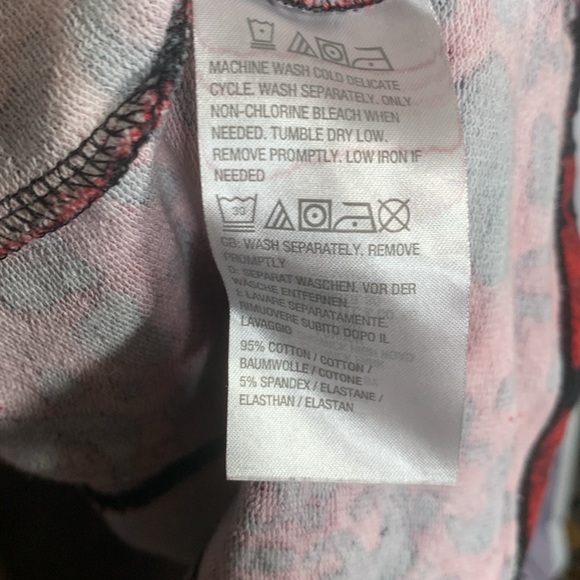 MACHINE WASH COLD DELICATE
CYCLE. WASH SEPARATELY. ONLY
NON-CHLORINE BLEACH WHEN
NEEDED. TUMBLE DRY LOW.
REMOVE PROMPTLY. LOW IRON IF
NEEDED
30
GB: WASH SEPARATELY. REMOVE
PROMPTLY
D: SEPARAT WASCHEN. VOR DER
WÄSCHE ENTFERNEN
I: LAVARE SEPARATAMENTE.
RIMUOVERE SUBITO DOPO IL
LAVAGGIO
95% COTTON / COTTON /
BAUMWOLLE / COTONE
5% SPANDEX / ELASTANE /
ELASTHAN / ELASTAN